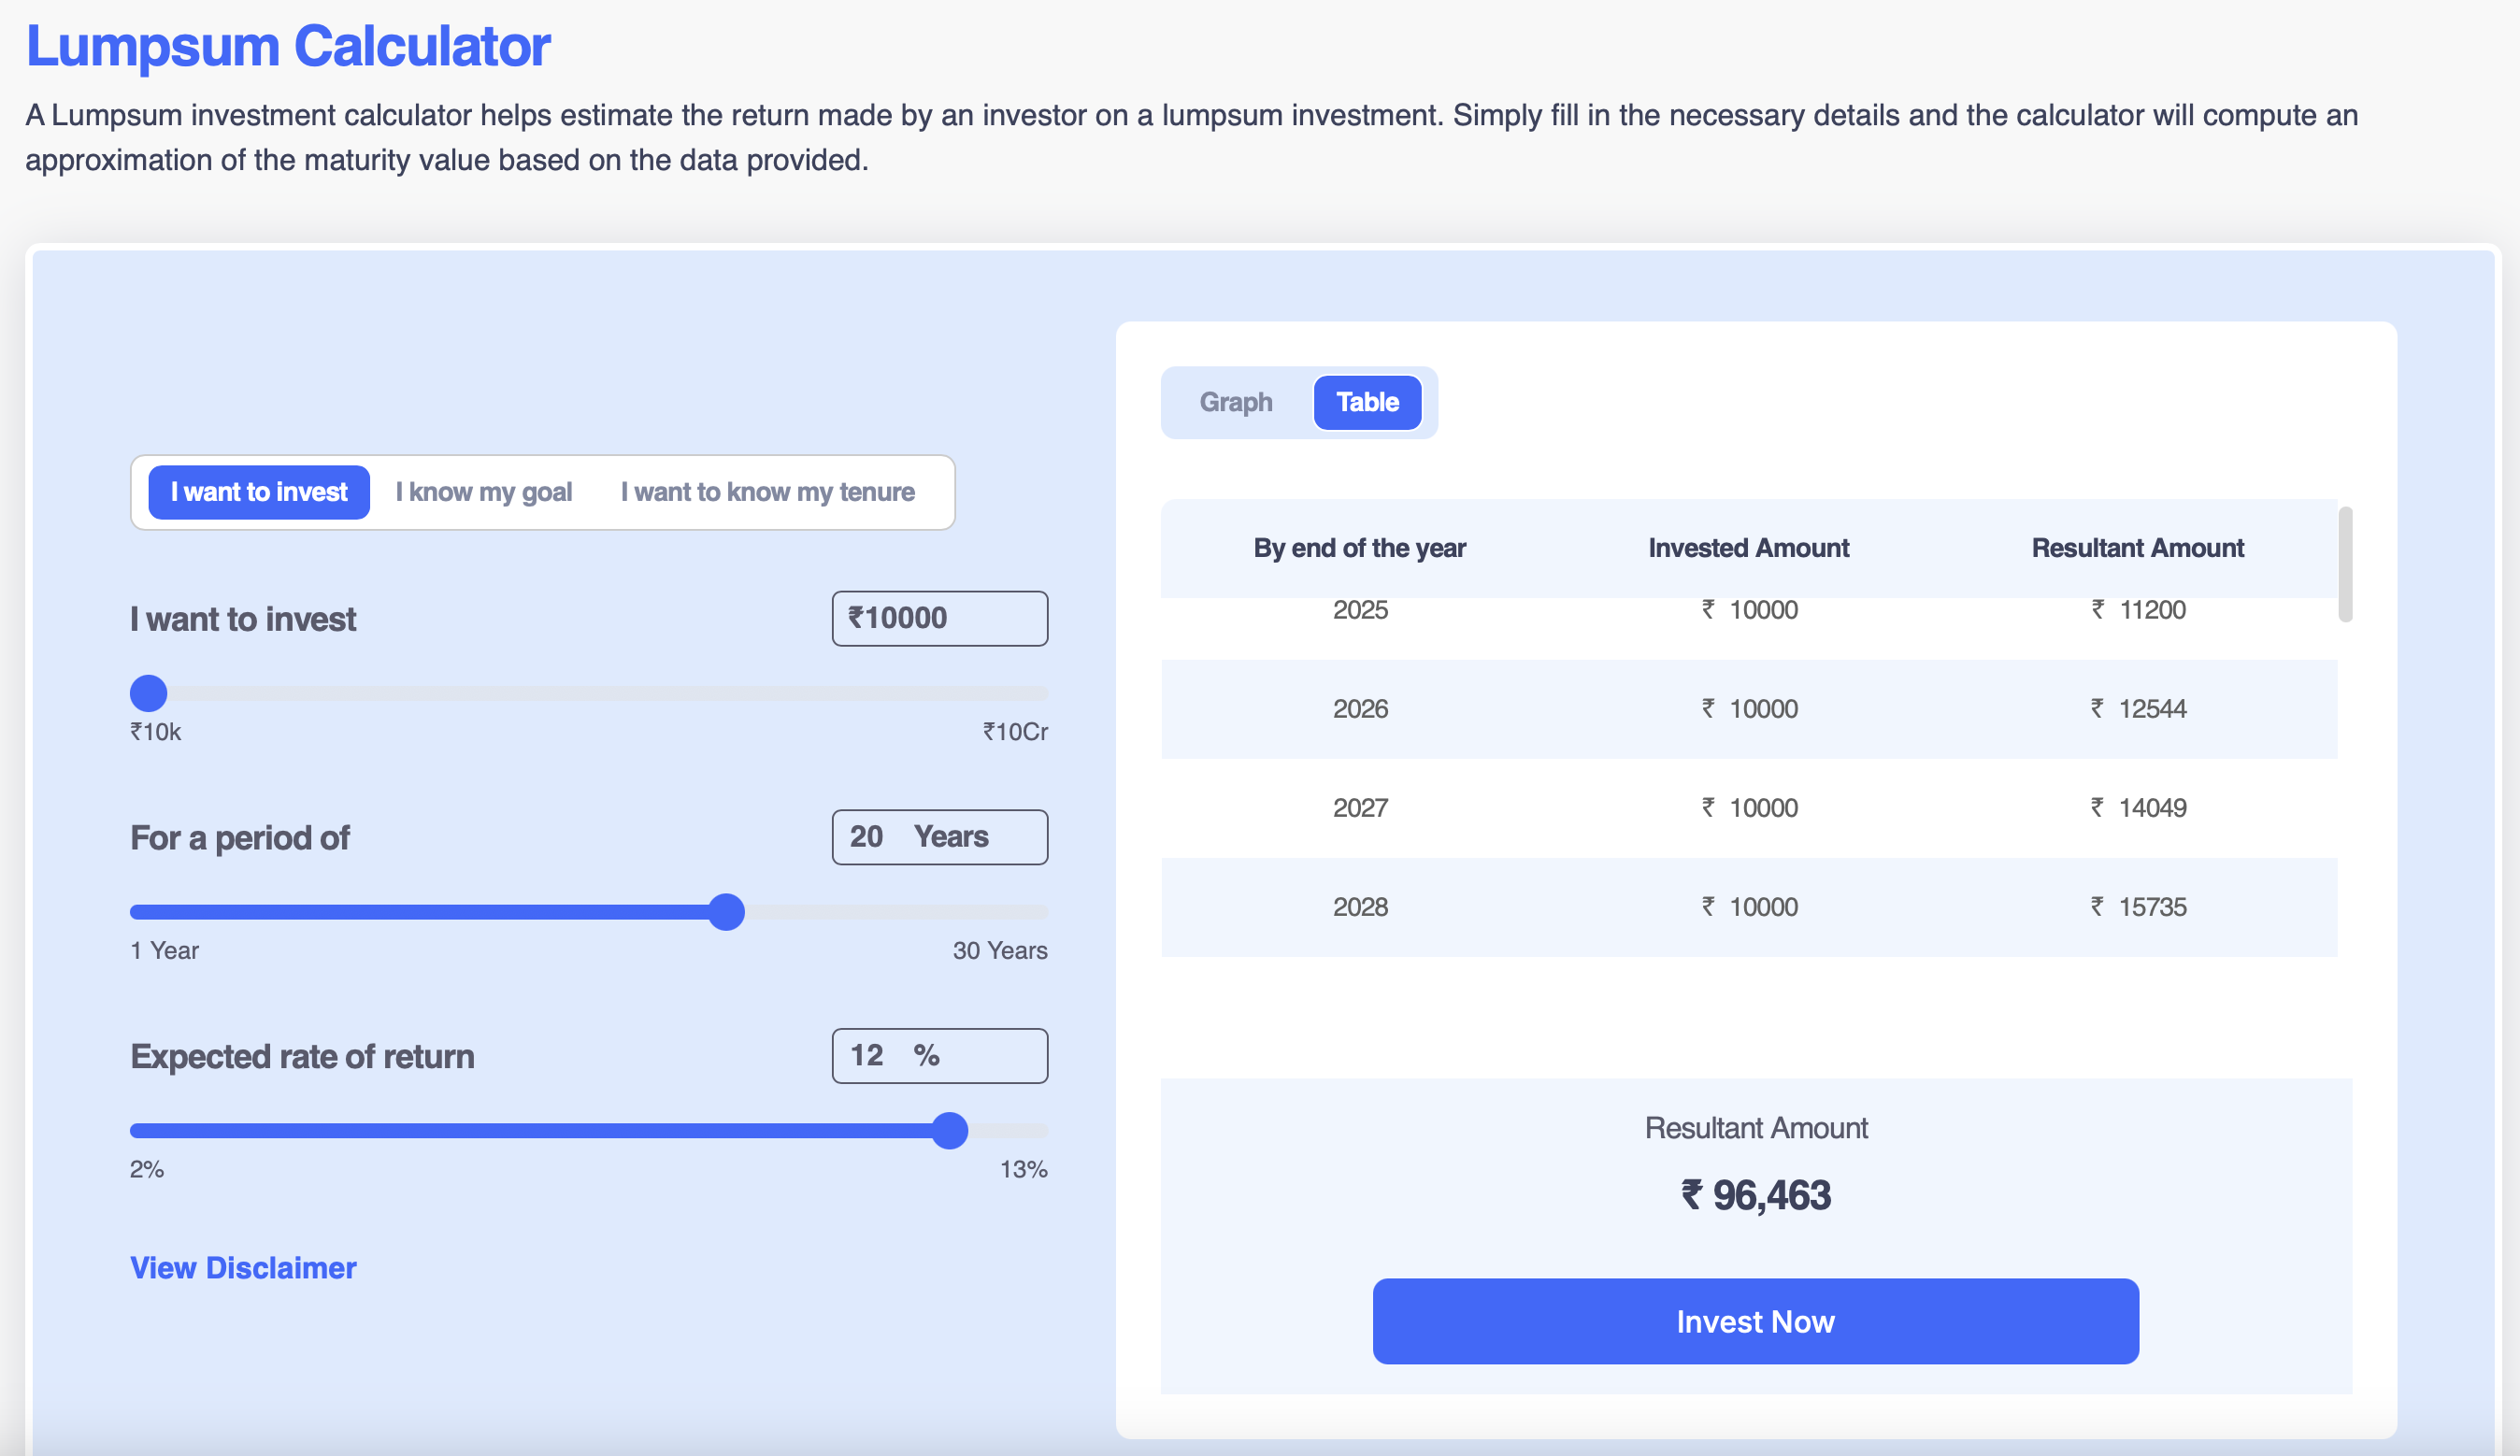 Lumpsum Calculator
A Lumpsum investment calculator helps estimate the return made by an investor on a lumpsum investment. Simply fill in the necessary details and the calculator will compute an
approximation of the maturity value based on the data provided.
I want to invest I know my goal I want to know my tenure
I want to invest ₹10000
₹10k ₹10Cr
For a period of 20 Years
1 Year 30 Years
Expected rate of return 12 %
2% 13%
View Disclaimer
Graph Table
By end of the year Invested Amount Resultant Amount
2025 ₹ 10000 ₹ 11200
2026 ₹ 10000 ₹ 12544
2027 ₹ 10000 ₹ 14049
2028 ₹ 10000 ₹ 15735
Resultant Amount
₹ 96,463
Invest Now